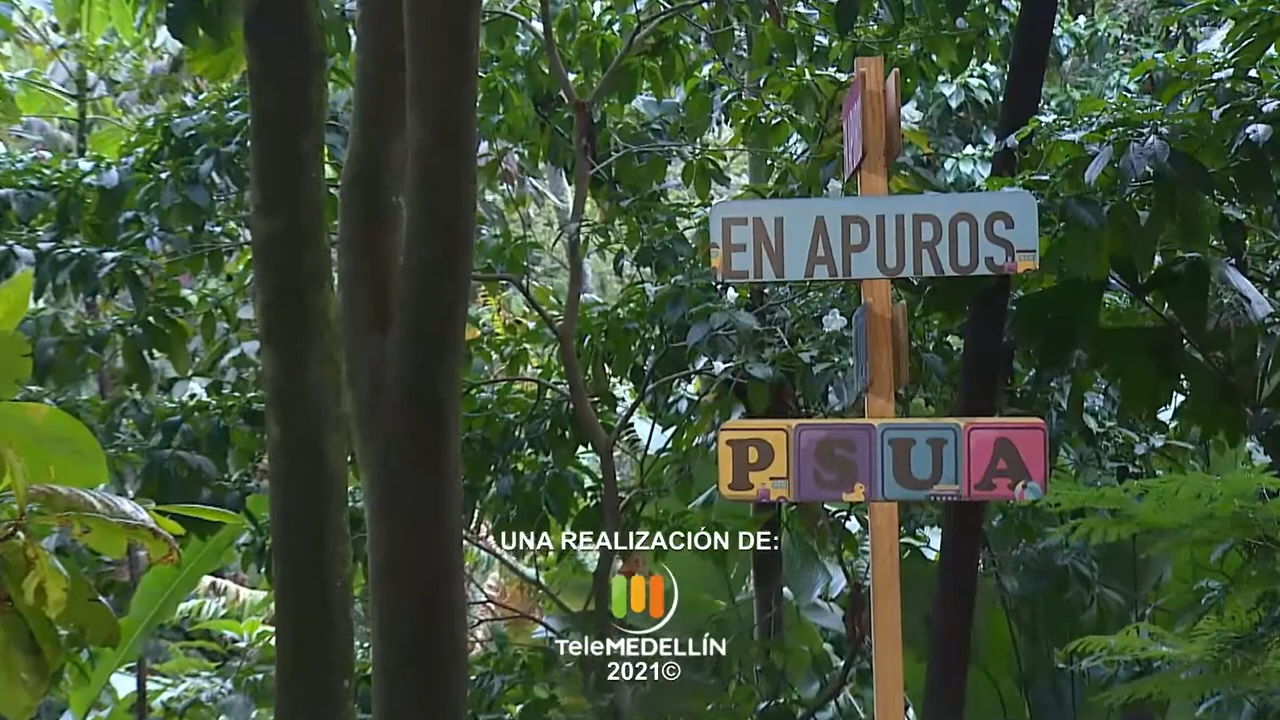 EN APUROS
PSUA
UNA REALIZACIÓN DE:
TeleMEDELLÍN
2021©